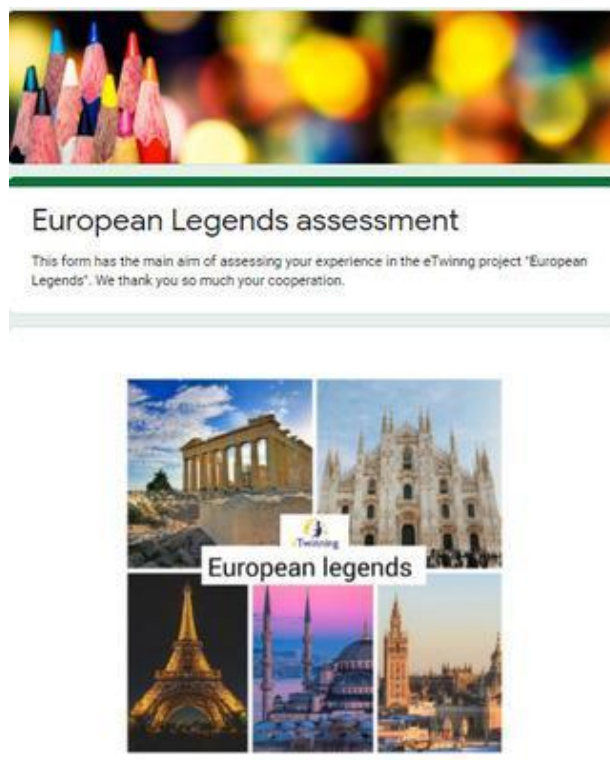 European Legends assessment
This form has the main aim of assessing your experience in the eTwinng project "European
Legends". We thank you so much your cooperation.
eTwinning
European legends